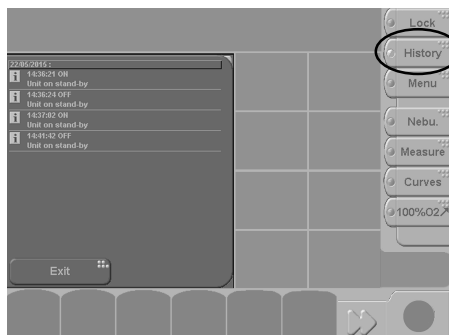 22/05/2015 :
14:36:21 ON
Unit on stand-by
14:36:24 OFF
Unit on stand-by
14:37:02 ON
Unit on stand-by
14:41:42 OFF
Unit on stand-by
Exit
Lock
History
Menu
Nebu.
Measure
Curves
100%O2